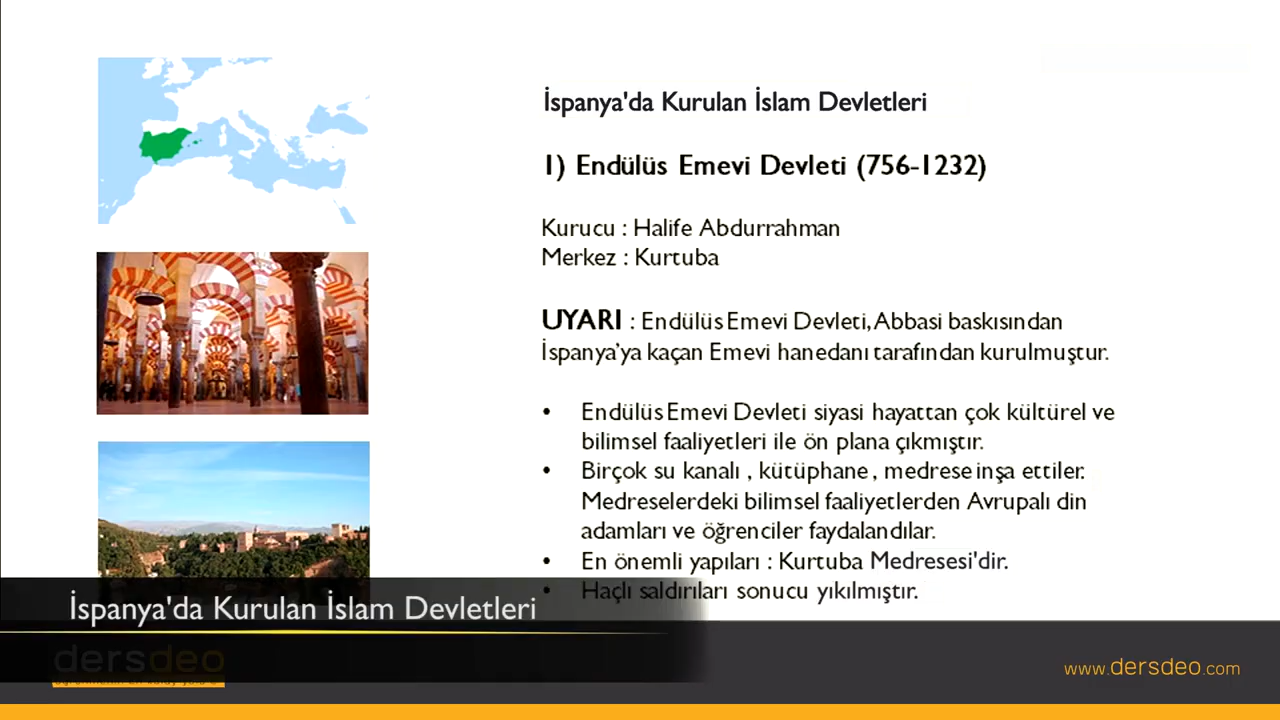 İspanya'da Kurulan İslam Devletleri
1) Endülüs Emevi Devleti (756-1232)
Kurucu : Halife Abdurrahman
Merkez : Kurtuba
UYARI : Endülüs Emevi Devleti, Abbasi baskısından
İspanya’ya kaçan Emevi hanedanı tarafından kurulmuştur.
• Endülüs Emevi Devleti siyasi hayattan çok kültürel ve
bilimsel faaliyetleri ile ön plana çıkmıştır.
• Birçok su kanalı , kütüphane , medrese inşa ettiler.
Medreselerdeki bilimsel faaliyetlerden Avrupalı din
adamları ve öğrenciler faydalandılar.
• En önemli yapıları : Kurtuba Medresesi'dir.
• Haçlı saldırıları sonucu yıkılmıştır.
İspanya'da Kurulan İslam Devletleri
dersdeo
www.dersdeo.com